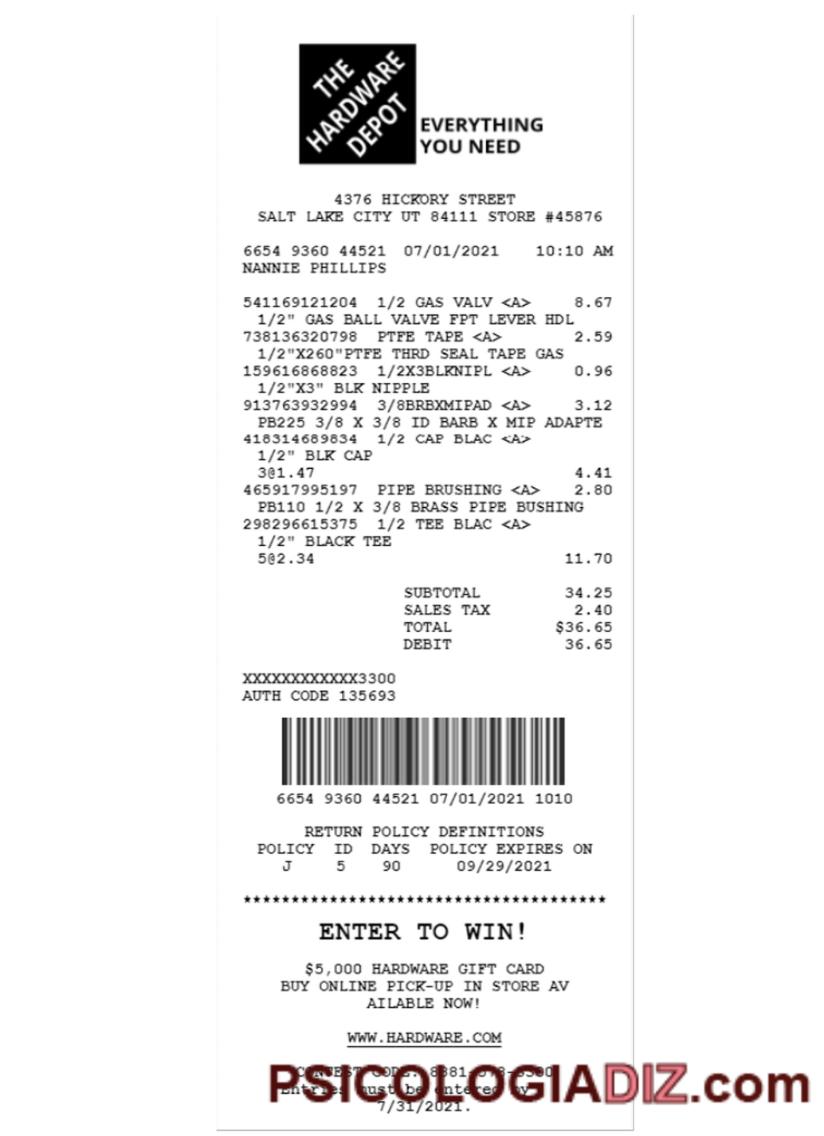 THE
HARDWARE
DEPOT
EVERYTHING
YOU NEED
4376 HICKORY STREET
SALT LAKE CITY UT 84111 STORE #45876
6654 9360 44521 07/01/2021 10:10 AM
NANNIE PHILLIPS
541169121204 1/2 GAS VALV <A> 8.67
1/2" GAS BALL VALVE FPT LEVER HDL
738136320798 PTFE TAPE <A> 2.59
1/2"X260"PTFE THRD SEAL TAPE GAS
159616868823 1/2X3BLKNIPL <A> 0.96
1/2"X3" BLK NIPPLE
913763932994 3/8BRBXMIPAD <A> 3.12
PB225 3/8 X 3/8 ID BARB X MIP ADAPTE
418314689834 1/2 CAP BLAC <A>
1/2" BLK CAP
3@1.47 4.41
465917995197 PIPE BRUSHING <A> 2.80
PB110 1/2 X 3/8 BRASS PIPE BUSHING
298296615375 1/2 TEE BLAC <A>
1/2" BLACK TEE
5@2.34 11.70
SUBTOTAL 34.25
SALES TAX 2.40
TOTAL $36.65
DEBIT 36.65
XXXXXXXXXXXX3300
AUTH CODE 135693
6654 9360 44521 07/01/2021 1010
RETURN POLICY DEFINITIONS
POLICY ID DAYS POLICY EXPIRES ON
J 5 90 09/29/2021
***************************************
ENTER TO WIN!
$5,000 HARDWARE GIFT CARD
BUY ONLINE PICK-UP IN STORE AV
AILABLE NOW!
WWW.HARDWARE.COM
CONTEST CODE:
Entries must be entered by
7/31/2021.
PSICOLOGIADIZ.com